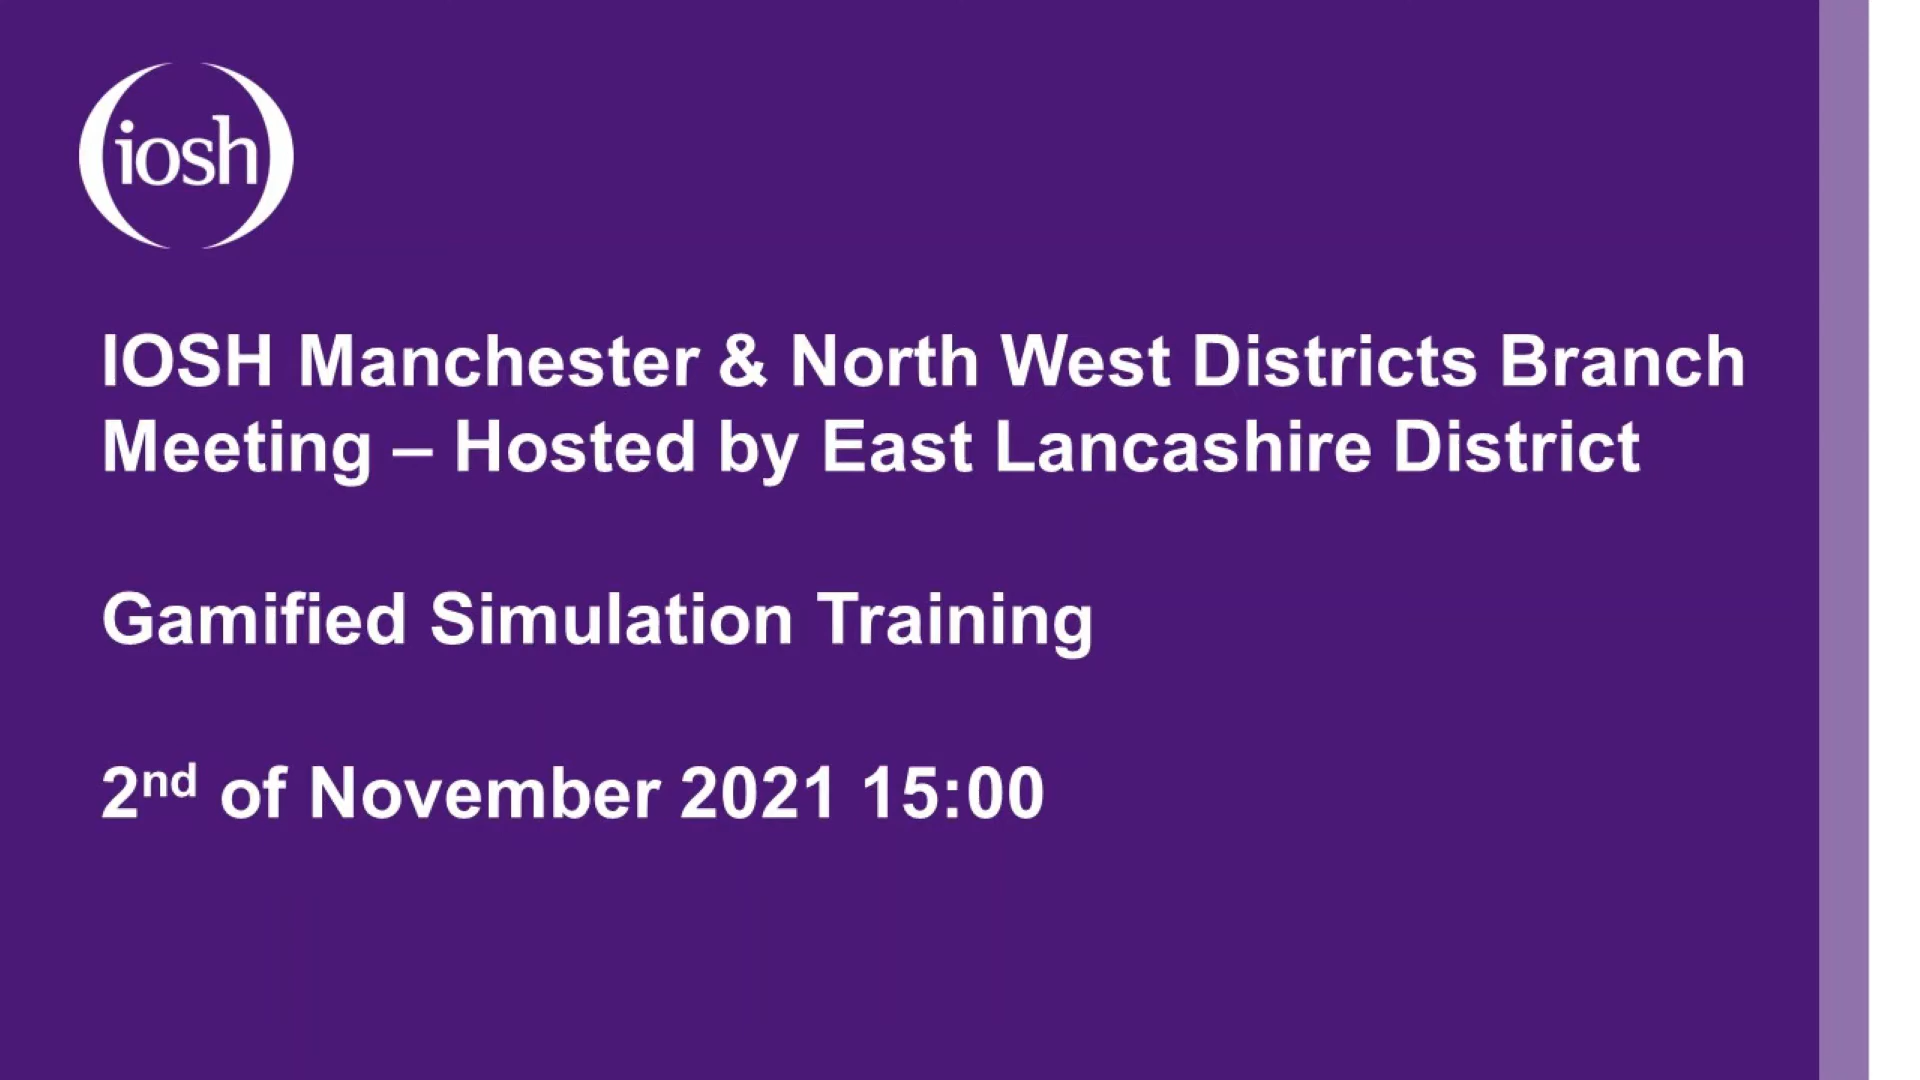 iosh
IOSH Manchester & North West Districts Branch
Meeting – Hosted by East Lancashire District
Gamified Simulation Training
2nd of November 2021 15:00